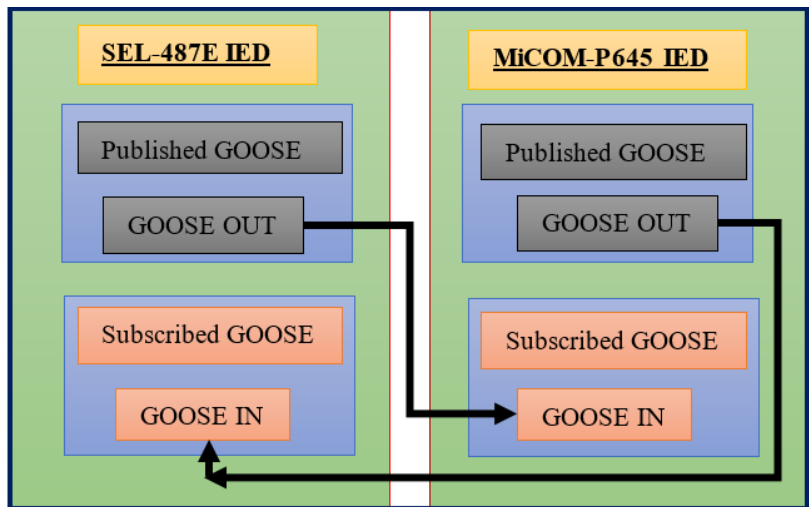 SEL-487E IED
Published GOOSE
GOOSE OUT
Subscribed GOOSE
GOOSE IN
MiCOM-P645 IED
Published GOOSE
GOOSE OUT
Subscribed GOOSE
GOOSE IN